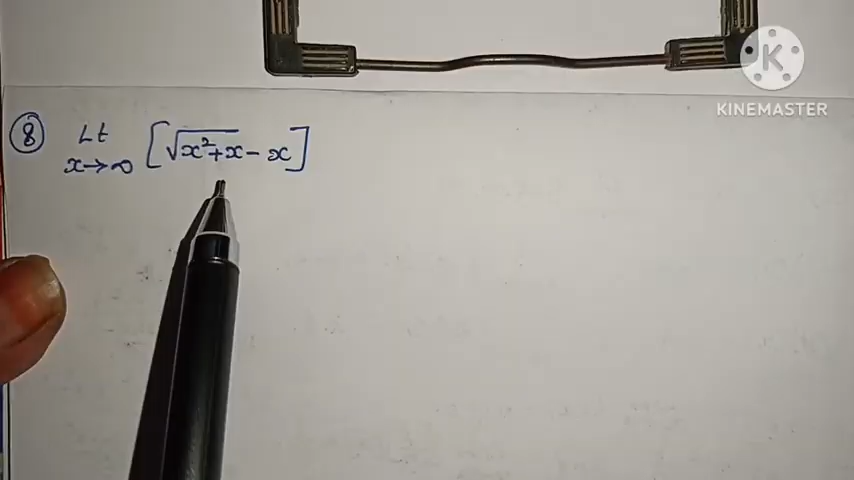 ⑧ Lt [√x²+x - x]
x→∞
K
KINEMASTER